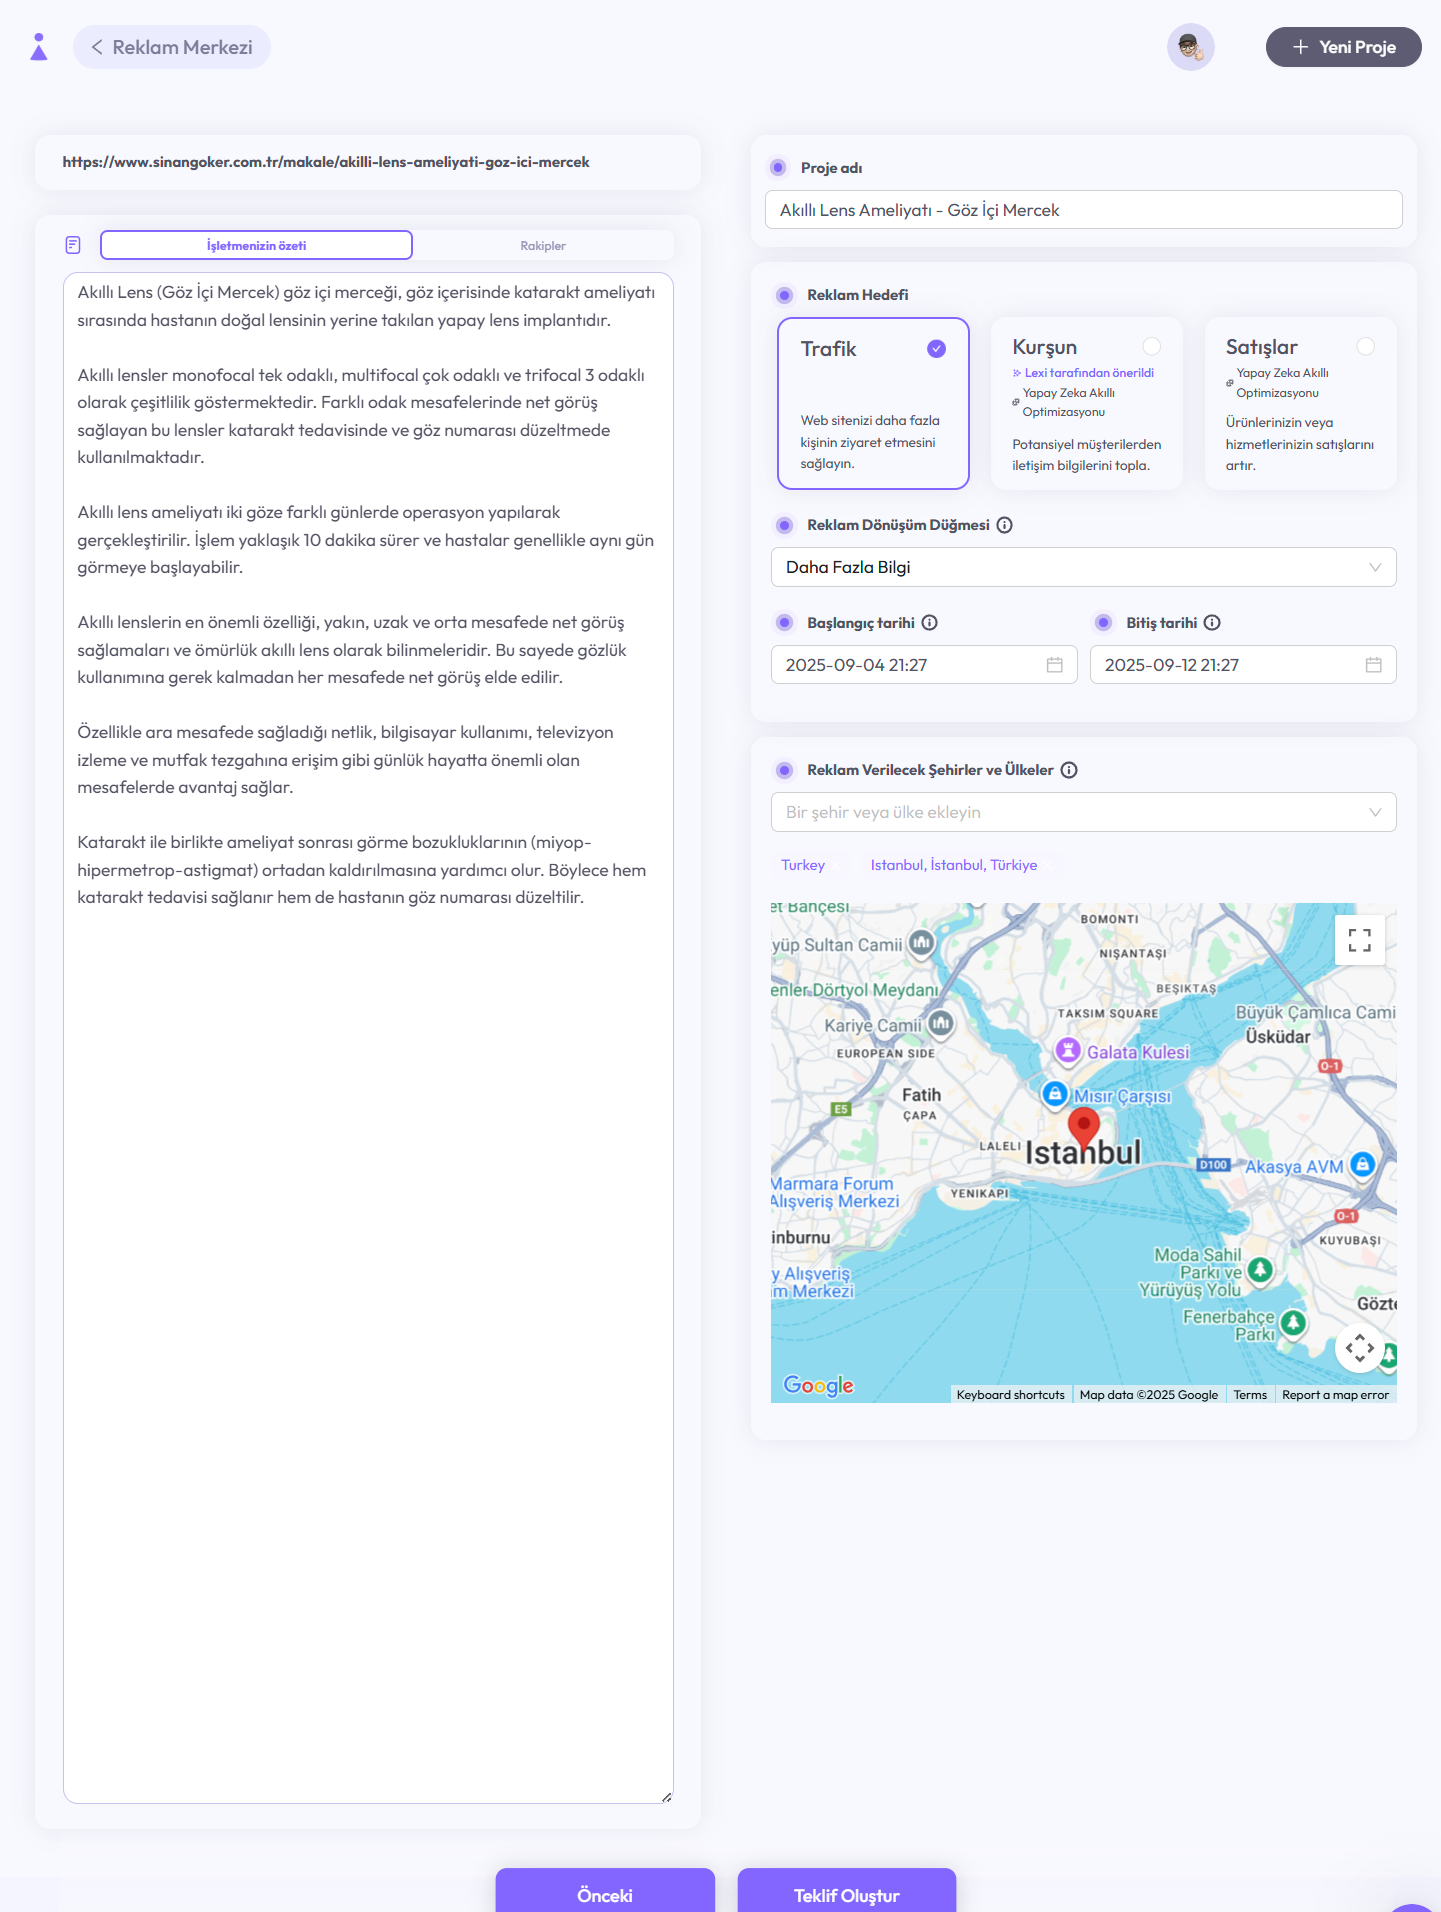 Reklam Merkezi
Yeni Proje
https://www.sinangoker.com.tr/makale/akilli-lens-ameliyati-goz-ici-mercek
İşletmenizin özeti
Rakipler
Akıllı Lens (Göz İçi Mercek) göz içi merceği, göz içerisinde katarakt ameliyatı
sırasında hastanın doğal lensinin yerine takılan yapay lens implantıdır.
Akıllı lensler monofocal tek odaklı, multifocal çok odaklı ve trifocal 3 odaklı
olarak çeşitlilik göstermektedir. Farklı odak mesafelerinde net görüş
sağlayan bu lensler katarakt tedavisinde ve göz numarası düzeltmede
kullanılmaktadır.
Akıllı lens ameliyatı iki göze farklı günlerde operasyon yapılarak
gerçekleştirilir. İşlem yaklaşık 10 dakika sürer ve hastalar genellikle aynı gün
görmeye başlayabilir.
Akıllı lenslerin en önemli özelliği, yakın, uzak ve orta mesafede net görüş
sağlamaları ve ömürlük akıllı lens olarak bilinmeleridir. Bu sayede gözlük
kullanımına gerek kalmadan her mesafede net görüş elde edilir.
Özellikle ara mesafede sağladığı netlik, bilgisayar kullanımı, televizyon
izleme ve mutfak tezgahına erişim gibi günlük hayatta önemli olan
mesafelerde avantaj sağlar.
Katarakt ile birlikte ameliyat sonrası görme bozukluklarının (miyop-
hipermetrop-astigmat) ortadan kaldırılmasına yardımcı olur. Böylece hem
katarakt tedavisi sağlanır hem de hastanın göz numarası düzeltilir.
Proje adı
Akıllı Lens Ameliyatı - Göz İçi Mercek
Reklam Hedefi
Trafik
Web sitenizi daha fazla
kişinin ziyaret etmesini
sağlayın.
Kurşun
Lexi tarafından önerildi
Yapay Zeka Akıllı
Optimizasyonu
Potansiyel müşterilerden
iletişim bilgilerini topla.
Satışlar
Yapay Zeka Akıllı
Optimizasyonu
Ürünlerinizin veya
hizmetlerinizin satışlarını
artır.
Reklam Dönüşüm Düğmesi
Daha Fazla Bilgi
Başlangıç tarihi
Bitiş tarihi
2025-09-04 21:27
2025-09-12 21:27
Reklam Verilecek Şehirler ve Ülkeler
Bir şehir veya ülke ekleyin
Turkey
Istanbul, İstanbul, Türkiye
et Bahçesi
BOMONTI
yüp Sultan Camii
NIŞANTAŞI
enler Dörtyol Meydanı
BEŞIKTAŞ
TAKSIM SQUARE
Büyük Çamlıca Cami
Kariye Camii
Üsküdar
EUROPEAN SIDE
Galata Kulesi
O-1
Fatih
Mısır Çarşısı
E5
ÇAPA
LALELI
Istanbul
D100
Akasya AVM
Marmara Forum
Alışveriş Merkezi
YENIKAPI
O-1
inburnu
KUYUBAŞI
Moda Sahil
Parkı ve
Yürüyüş Yolu
y Alışveriş
m Merkezi
Gözte
Fenerbahçe
Parkı
Google
Keyboard shortcuts
Map data ©2025 Google
Terms
Report a map error
Önceki
Teklif Oluştur